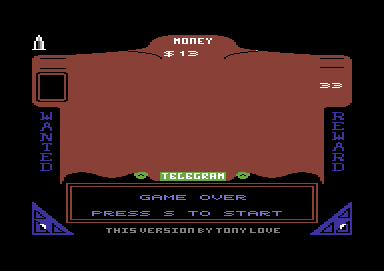 MONEY
$13
33
WANTED
REWARD
TELEGRAM
GAME OVER
PRESS S TO START
THIS VERSION BY TONY LOVE